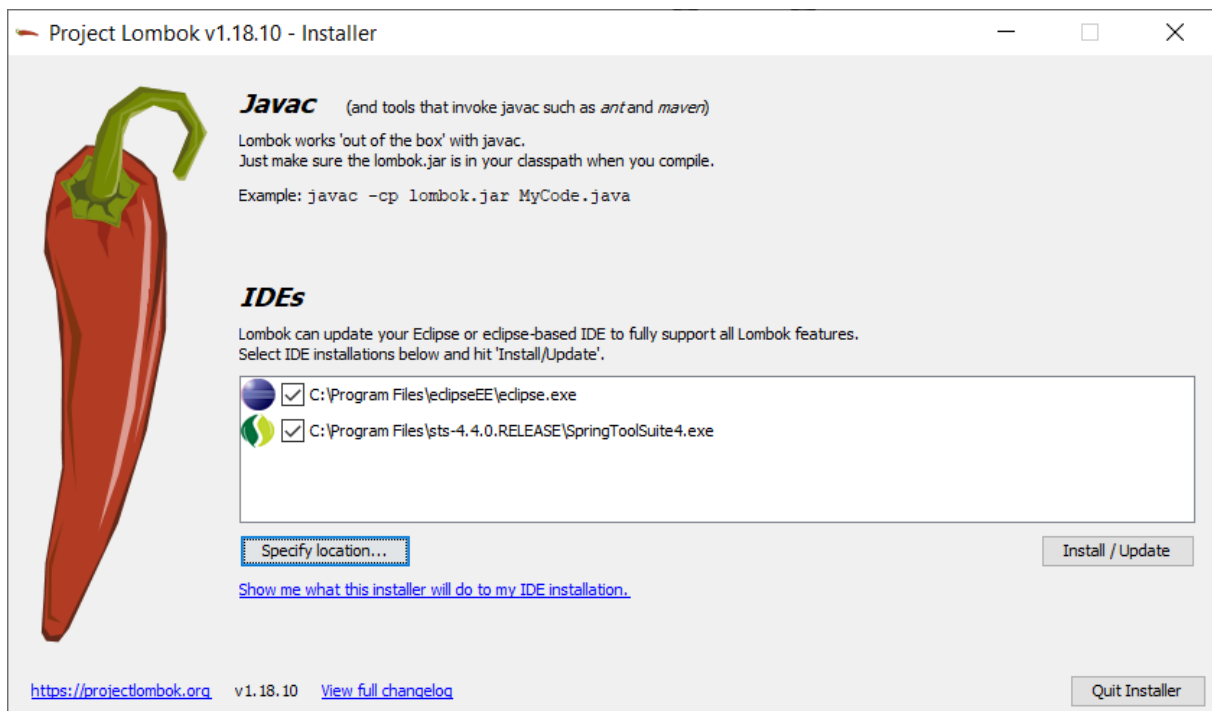 Project Lombok v1.18.10 - Installer
Javac (and tools that invoke javac such as ant and maven)
Lombok works 'out of the box' with javac.
Just make sure the lombok.jar is in your classpath when you compile.
Example: javac -cp lombok.jar MyCode.java
IDEs
Lombok can update your Eclipse or eclipse-based IDE to fully support all Lombok features.
Select IDE installations below and hit 'Install/Update'.
C:\Program Files\eclipseEE\eclipse.exe
C:\Program Files\sts-4.4.0.RELEASE\SpringToolSuite4.exe
Specify location... Install / Update
Show me what this installer will do to my IDE installation.
https://projectlombok.org v1.18.10 View full changelog Quit Installer